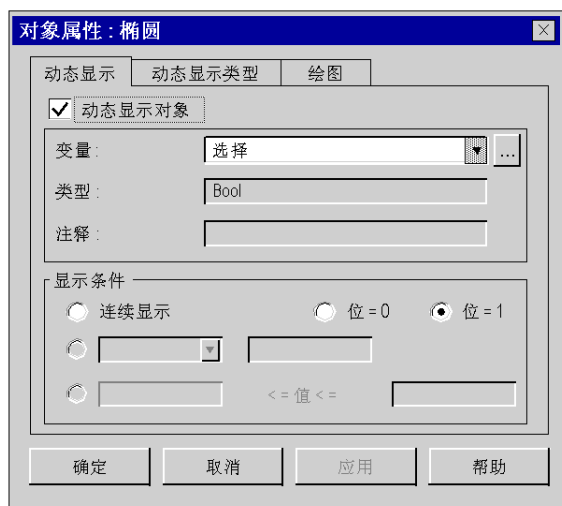 对象属性:椭圆
动态显示 动态显示类型 绘图
动态显示对象
变量: 选择 ...
类型: Bool
注释:
显示条件
连续显示 位=0 位=1
<=值<=
确定 取消 应用 帮助